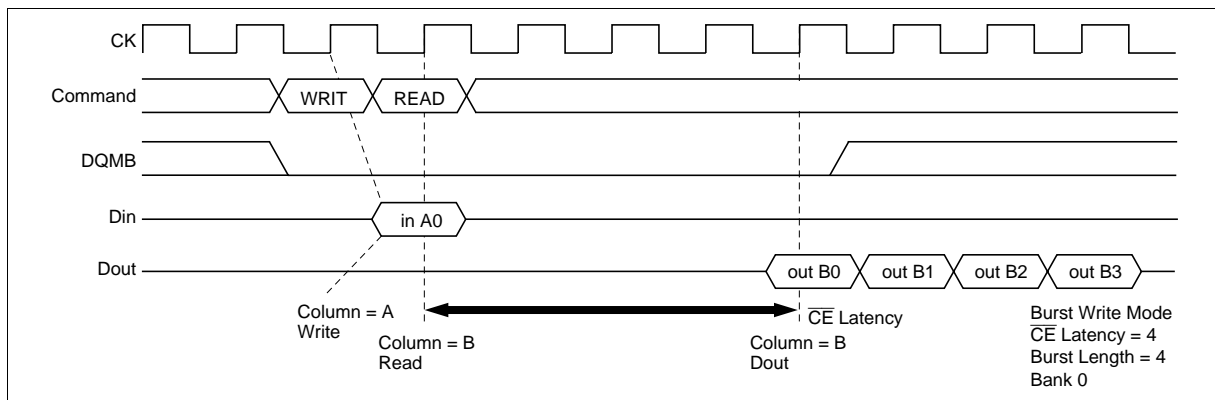 CK
Command
WRIT
READ
DQMB
Din
in A0
Dout
out B0
out B1
out B2
out B3
Column = A
Write
Column = B
Read
CE Latency
Column = B
Dout
Burst Write Mode
CE Latency = 4
Burst Length = 4
Bank 0